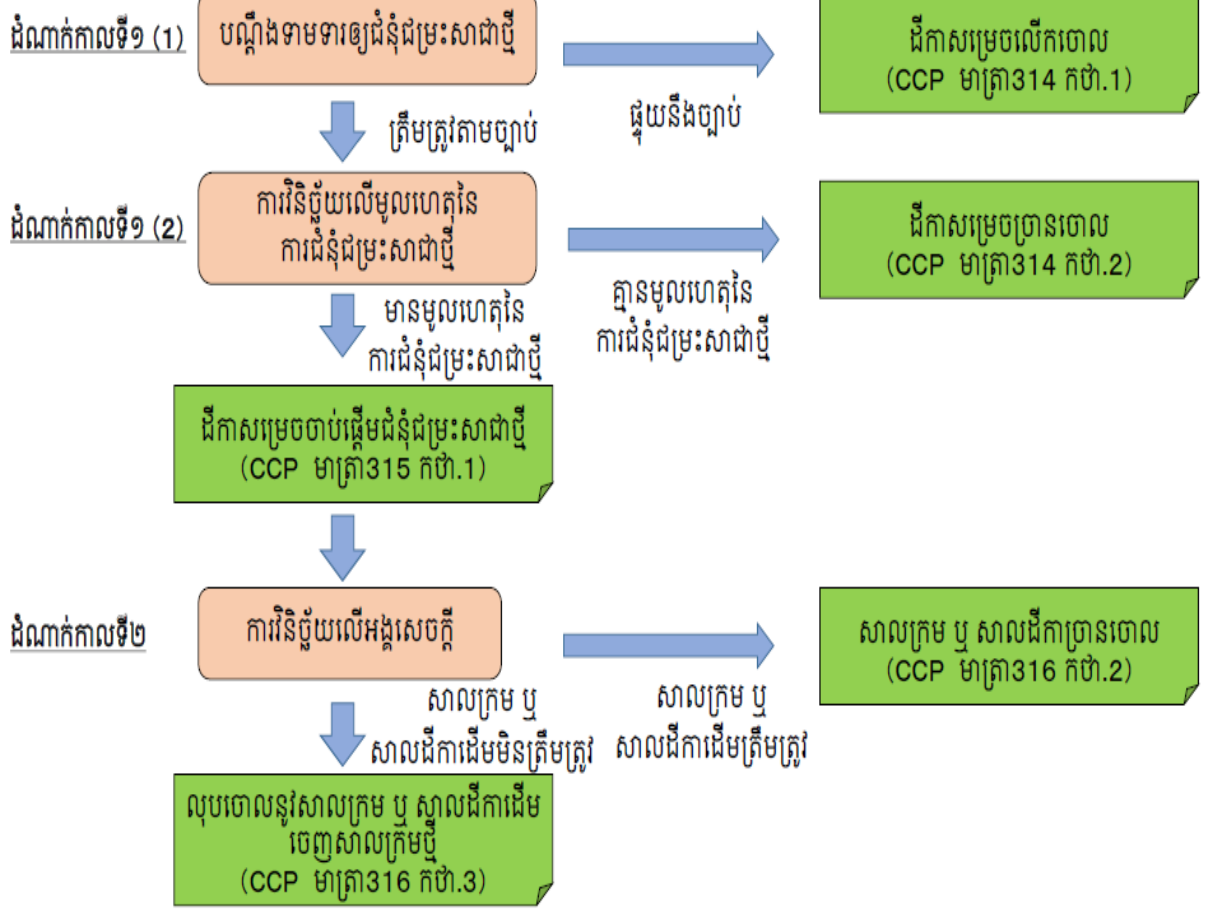 ដំណាក់កាលទី១ (1)
បណ្តឹងទាមទារឲ្យជំនុំជម្រះសាជាថ្មី
ដីកាសម្រេចលើកចោល
(CCP មាត្រា314 កថា.1)
ត្រឹមត្រូវតាមច្បាប់
ផ្ទុយនឹងច្បាប់
ដំណាក់កាលទី១ (2)
ការវិនិច្ឆ័យលើមូលហេតុនៃ
ការជំនុំជម្រះសាជាថ្មី
ដីកាសម្រេចច្រានចោល
(CCP មាត្រា314 កថា.2)
មានមូលហេតុនៃ
ការជំនុំជម្រះសាជាថ្មី
គ្មានមូលហេតុនៃ
ការជំនុំជម្រះសាជាថ្មី
ដីកាសម្រេចចាប់ផ្តើមជំនុំជម្រះសាជាថ្មី
(CCP មាត្រា315 កថា.1)
ដំណាក់កាលទី២
ការវិនិច្ឆ័យលើអង្គសេចក្តី
សាលក្រម ឬ សាលដីកាច្រានចោល
(CCP មាត្រា316 កថា.2)
សាលក្រម ឬ
សាលដីកាដើមមិនត្រឹមត្រូវ
សាលក្រម ឬ
សាលដីកាដើមត្រឹមត្រូវ
លុបចោលនូវសាលក្រម ឬ សាលដីកាដើម
ចេញសាលក្រមថ្មី
(CCP មាត្រា316 កថា.3)